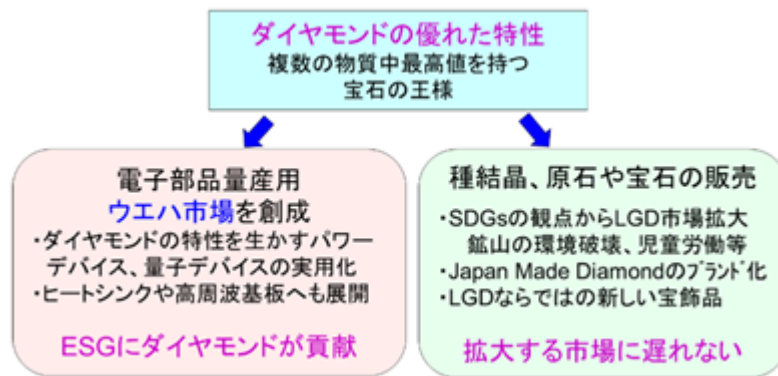 ダイヤモンドの優れた特性
複数の物質中最高値を持つ
宝石の王様
電子部品量産用
ウエハ市場を創成
・ダイヤモンドの特性を生かすパワー
デバイス、量子デバイスの実用化
・ヒートシンクや高周波基板へも展開
ESGにダイヤモンドが貢献
種結晶、原石や宝石の販売
・SDGsの観点からLGD市場拡大
鉱山の環境破壊、児童労働等
・Japan Made Diamondのﾌﾞﾗﾝﾄﾞ化
・LGDならではの新しい宝飾品
拡大する市場に遅れない